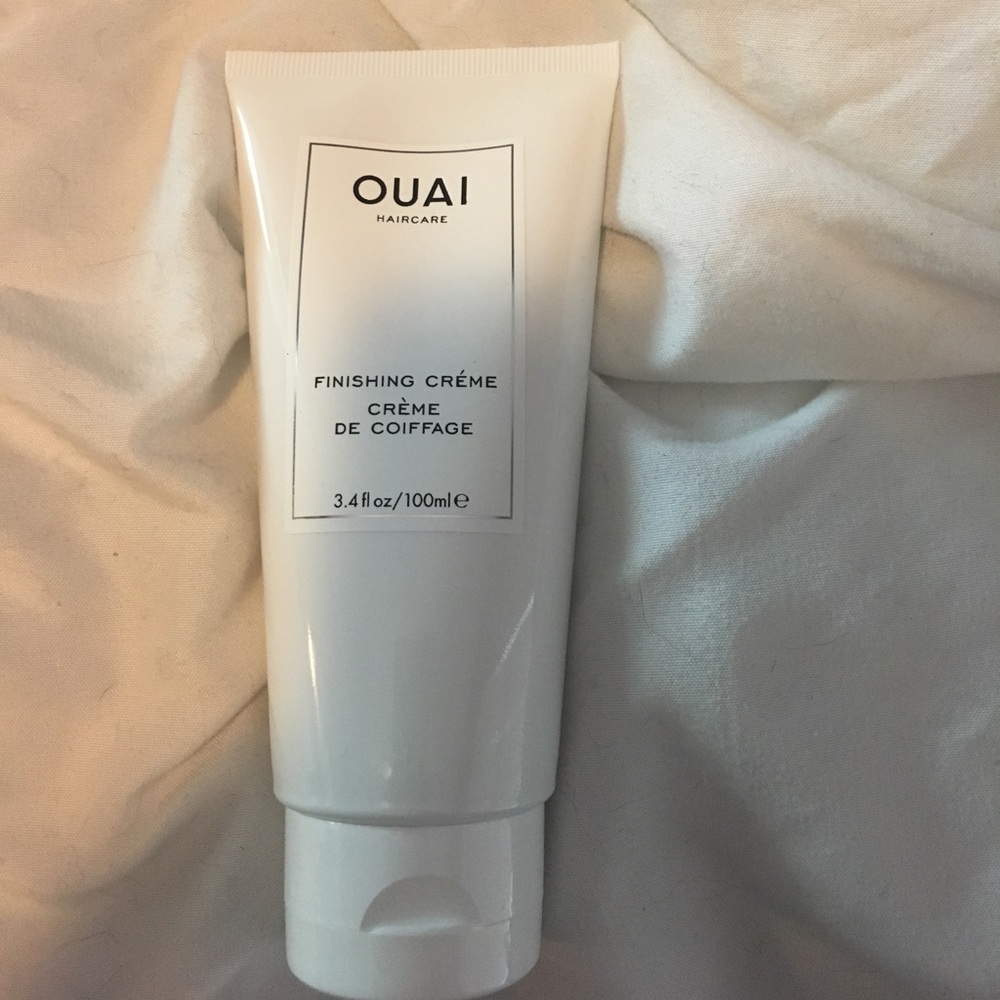 OUAI
HAIRCARE
FINISHING CRÉME
CRÈME
DE COIFFAGE
3.4 fl oz/100ml ℮